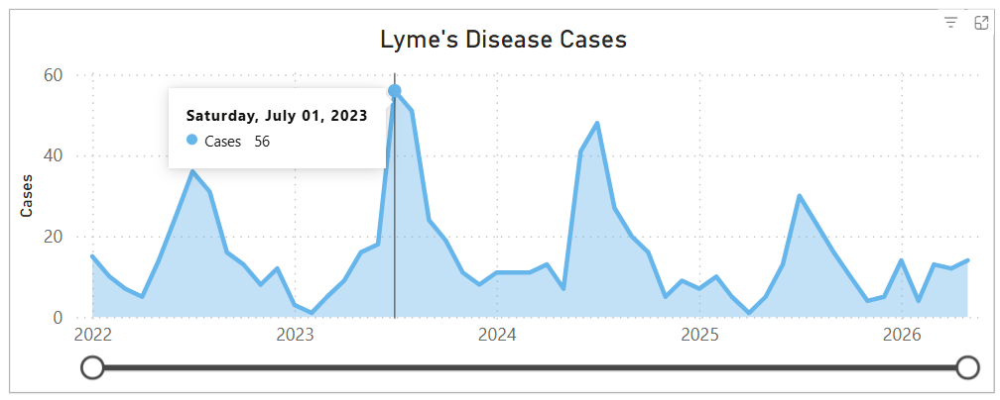 Lyme's Disease Cases
60
Saturday, July 01, 2023
Cases 56
40
Cases
20
0
2022 2023 2024 2025 2026